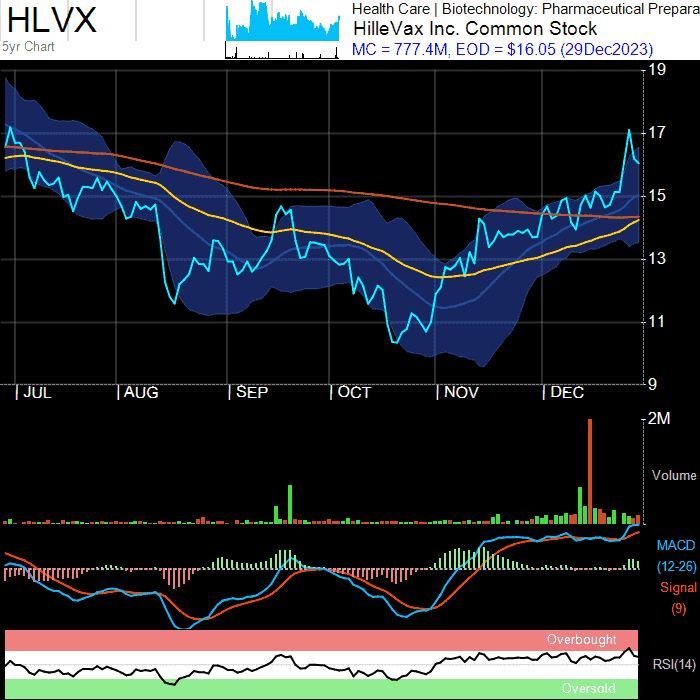 HLVX
5yr Chart
Health Care | Biotechnology: Pharmaceutical Prepara
HilleVax Inc. Common Stock
MC = 777.4M, EOD = $16.05 (29Dec2023)
19
17
15
13
11
9
| JUL | AUG | SEP | OCT | NOV | DEC
2M
Volume
MACD
(12-26)
Signal
(9)
Overbought
RSI(14)
Oversold